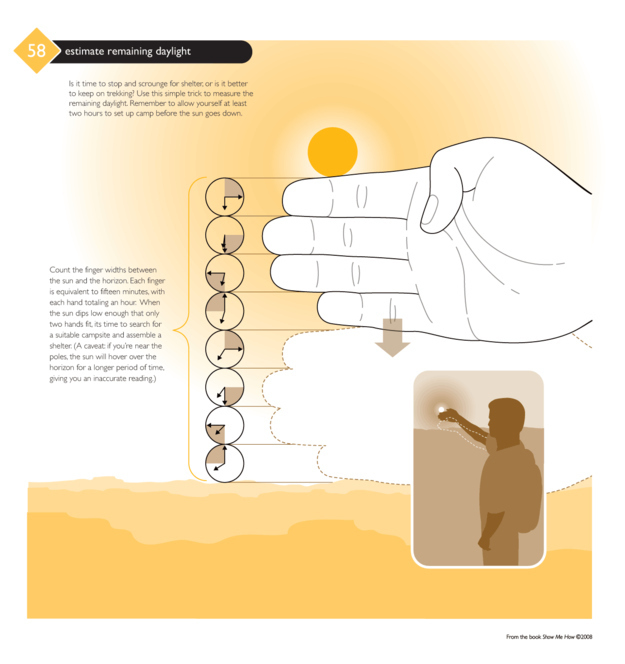 58
estimate remaining daylight
Is it time to stop and scrounge for shelter, or is it better
to keep on trekking? Use this simple trick to measure the
remaining daylight. Remember to allow yourself at least
two hours to set up camp before the sun goes down.
Count the finger widths between
the sun and the horizon. Each finger
is equivalent to fifteen minutes, with
each hand totaling an hour. When
the sun dips low enough that only
two hands fit, its time to search for
a suitable campsite and assemble a
shelter. (A caveat: if you're near the
poles, the sun will hover over the
horizon for a longer period of time,
giving you an inaccurate reading.)
From the book Show Me How ©2008